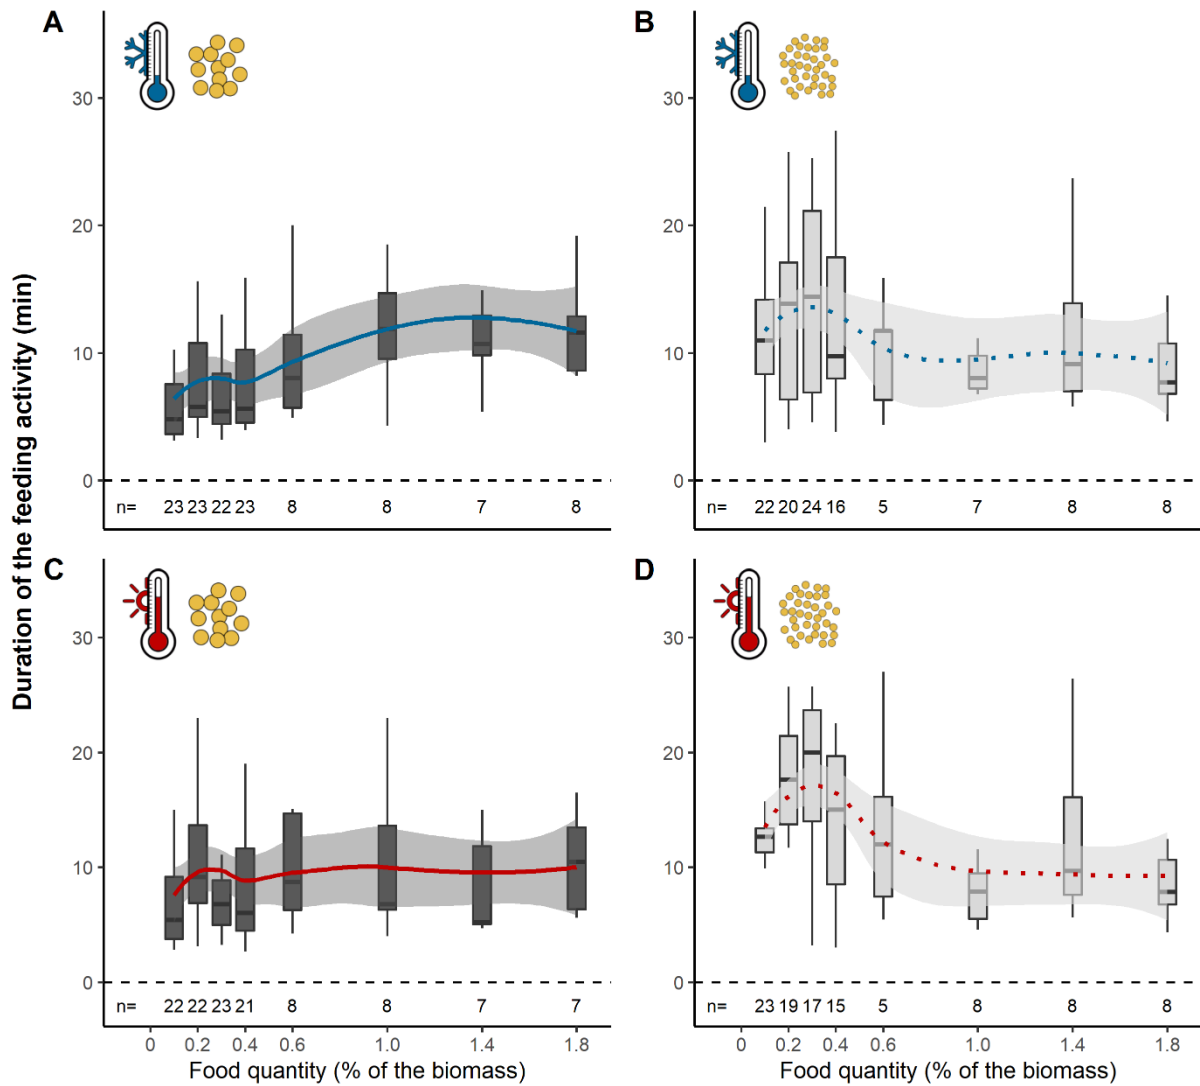 A
B
30
20
10
0
n= 23 23 22 23 8 8 7 8
30
20
10
0
n= 22 20 24 16 5 7 8 8
Duration of the feeding activity (min)
C
D
30
20
10
0
n= 22 22 23 21 8 8 7 7
30
20
10
0
n= 23 19 17 15 5 8 8 8
0 0.2 0.4 0.6 1.0 1.4 1.8
0 0.2 0.4 0.6 1.0 1.4 1.8
Food quantity (% of the biomass)
Food quantity (% of the biomass)